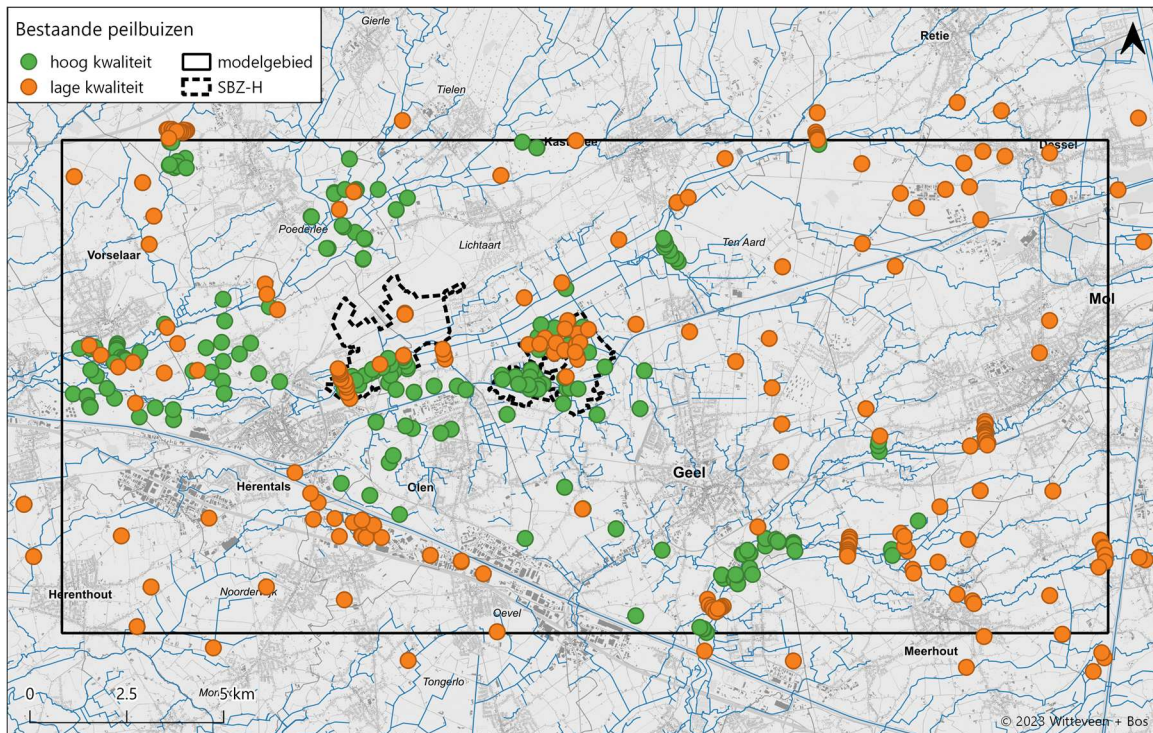 Bestaande peilbuizen
hoog kwaliteit
modelgebied
lage kwaliteit
SBZ-H
Gierle
Retie
Tielen
Dessel
Poederlee
Lichtaart
Ten Aard
Vorselaar
Mol
Geel
Herentals
Olen
Herenthout
Noorderwijk
Oevel
Meerhout
Tongerlo
0 2.5 5 km
© 2023 Witteveen + Bos